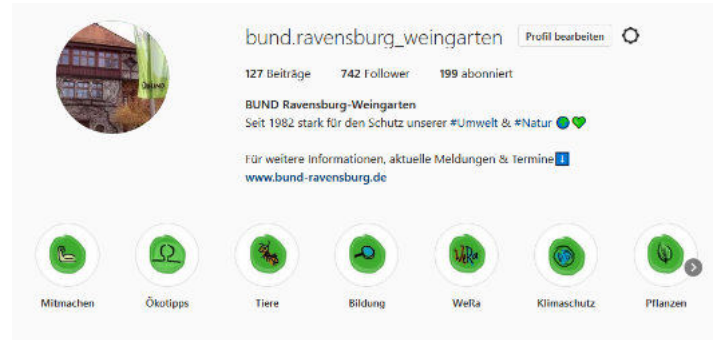 bund.ravensburg_weingarten Profil bearbeiten
127 Beiträge 742 Follower 199 abonniert
BUND Ravensburg-Weingarten
Seit 1982 stark für den Schutz unserer #Umwelt & #Natur 🌍💚
Für weitere Informationen, aktuelle Meldungen & Termine⬇️
www.bund-ravensburg.de
BUND
WeRa
Mitmachen Ökotipps Tiere Bildung WeRa Klimaschutz Pflanzen